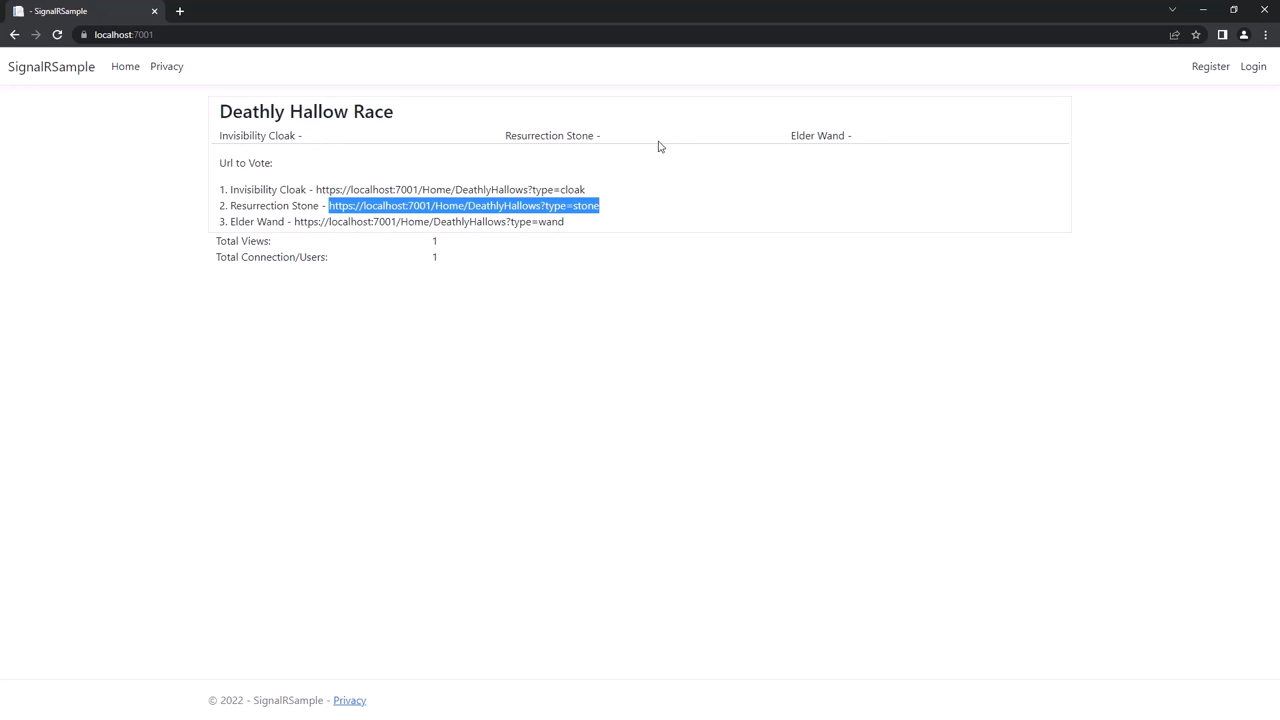 - SignalRSample
localhost:7001
SignalRSample Home Privacy Register Login
Deathly Hallow Race
Invisibility Cloak - Resurrection Stone - Elder Wand -
Url to Vote:
1. Invisibility Cloak - https://localhost:7001/Home/DeathlyHallows?type=cloak
2. Resurrection Stone - https://localhost:7001/Home/DeathlyHallows?type=stone
3. Elder Wand - https://localhost:7001/Home/DeathlyHallows?type=wand
Total Views: 1
Total Connection/Users: 1
© 2022 - SignalRSample - Privacy